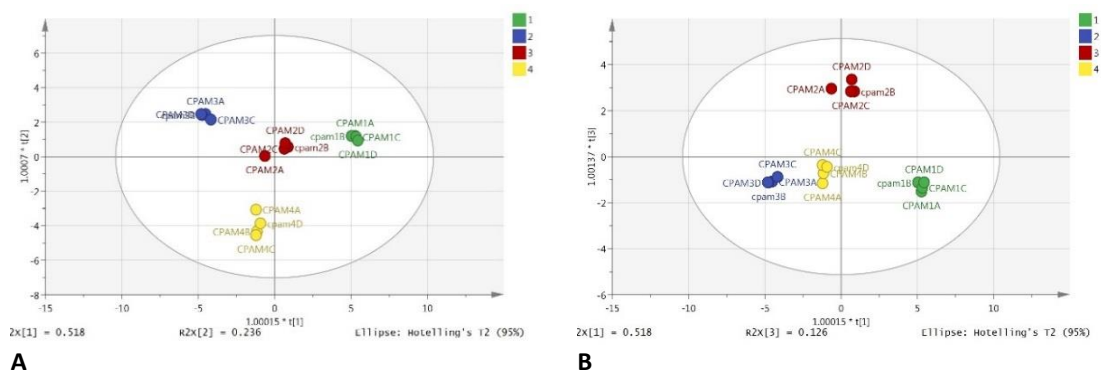 1
2
3
4
1.0007 * t[2]
6
4
2
0
-2
-4
-6
-8
CPAM3A
CPAM3C
CPAM2D
CPAM2C
cpam2B
CPAM2A
CPAM1A
cpam1B
CPAM1C
CPAM1D
CPAM4A
cpam4D
CPAM4B
CPAM4C
-15 -10 -5 0 5 10
1.00015 * t[1]
2x[1] = 0.518 R2x[2] = 0.236 Ellipse: Hotelling's T2 (95%)
A
1
2
3
4
1.00137 * t[3]
4
2
0
-2
-4
-6
CPAM2D
CPAM2A
cpam2B
CPAM2C
CPAM4C
cpam4D
CPAM4B
CPAM4A
CPAM3C
CPAM3D
CPAM3A
cpam3B
CPAM1D
cpam1B
CPAM1C
CPAM1A
-15 -10 -5 0 5 10
1.00015 * t[1]
2x[1] = 0.518 R2x[3] = 0.126 Ellipse: Hotelling's T2 (95%)
B